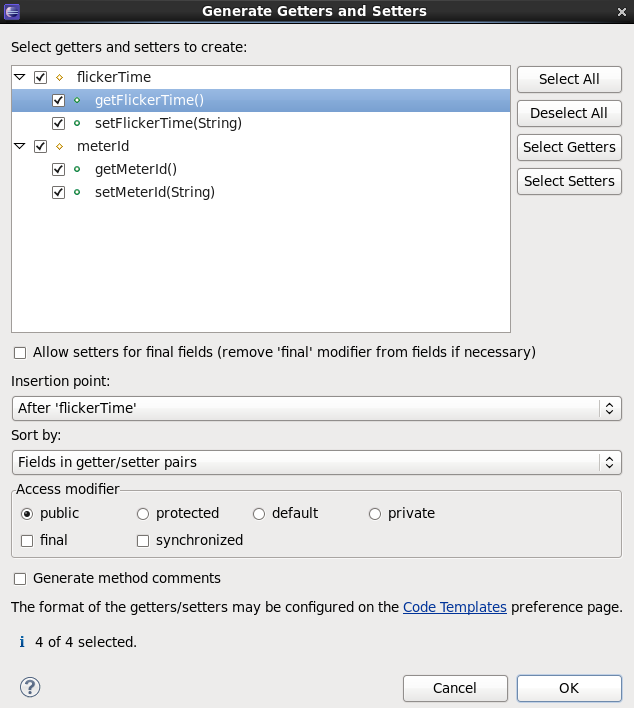 Generate Getters and Setters
Select getters and setters to create:
flickerTime
getFlickerTime()
setFlickerTime(String)
meterId
getMeterId()
setMeterId(String)
Select All
Deselect All
Select Getters
Select Setters
Allow setters for final fields (remove 'final' modifier from fields if necessary)
Insertion point:
After 'flickerTime'
Sort by:
Fields in getter/setter pairs
Access modifier
public protected default private
final synchronized
Generate method comments
The format of the getters/setters may be configured on the Code Templates preference page.
i 4 of 4 selected.
? Cancel OK